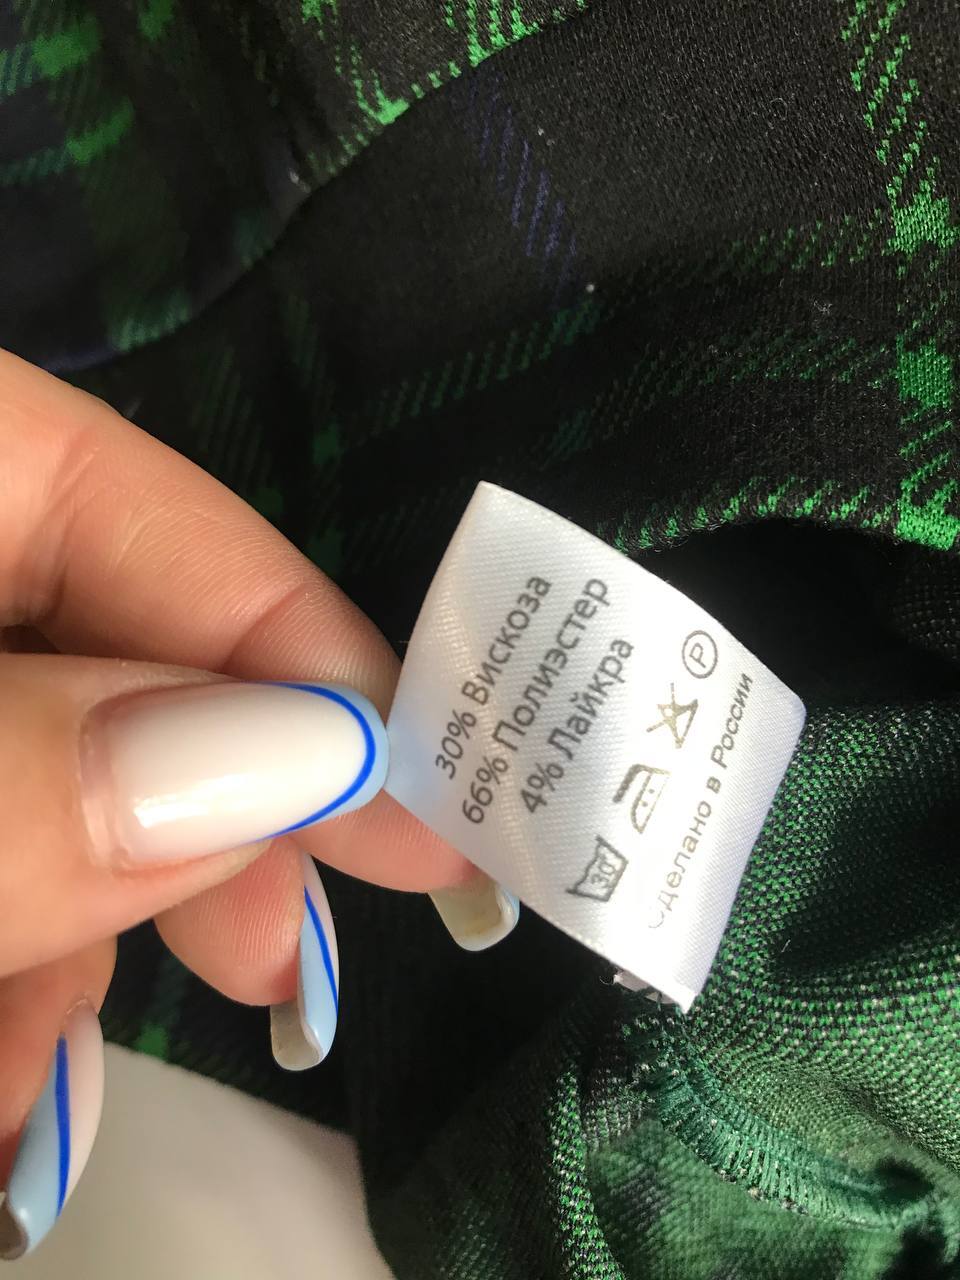 30% Вискоза
66% Полиэстер
4% Лайкра
30° P
Сделано в России